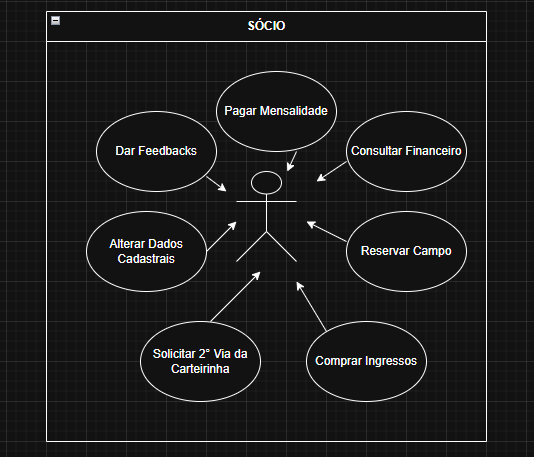 SÓCIO
Pagar Mensalidade
Dar Feedbacks
Consultar Financeiro
Alterar Dados
Cadastrais
Reservar Campo
Solicitar 2° Via da
Carteirinha
Comprar Ingressos